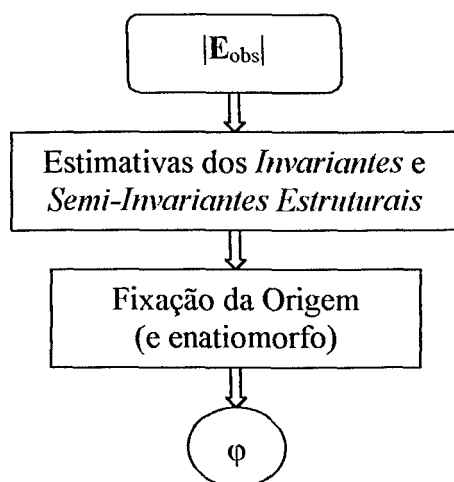 |E_obs|
Estimativas dos Invariantes e
Semi-Invariantes Estruturais
Fixação da Origem
(e enatiomorfo)
φ